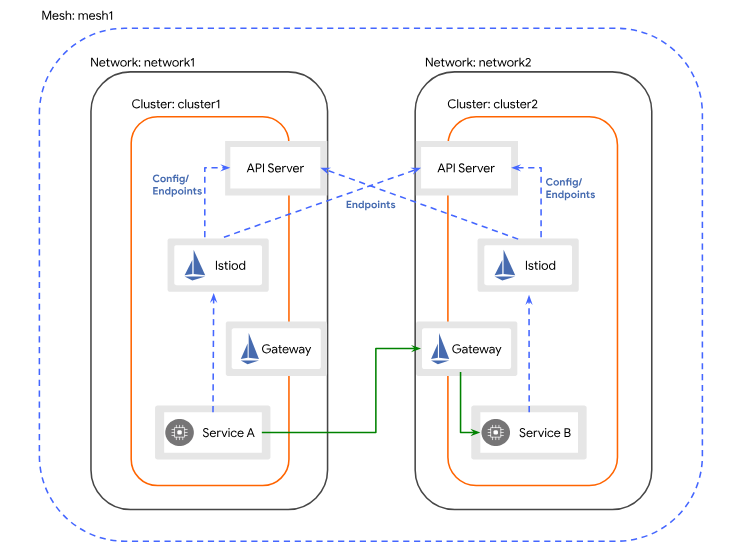 Mesh: mesh1
Network: network1
Network: network2
Cluster: cluster1
Cluster: cluster2
API Server
API Server
Config/
Endpoints
Config/
Endpoints
Endpoints
Istiod
Istiod
Gateway
Gateway
Service A
Service B